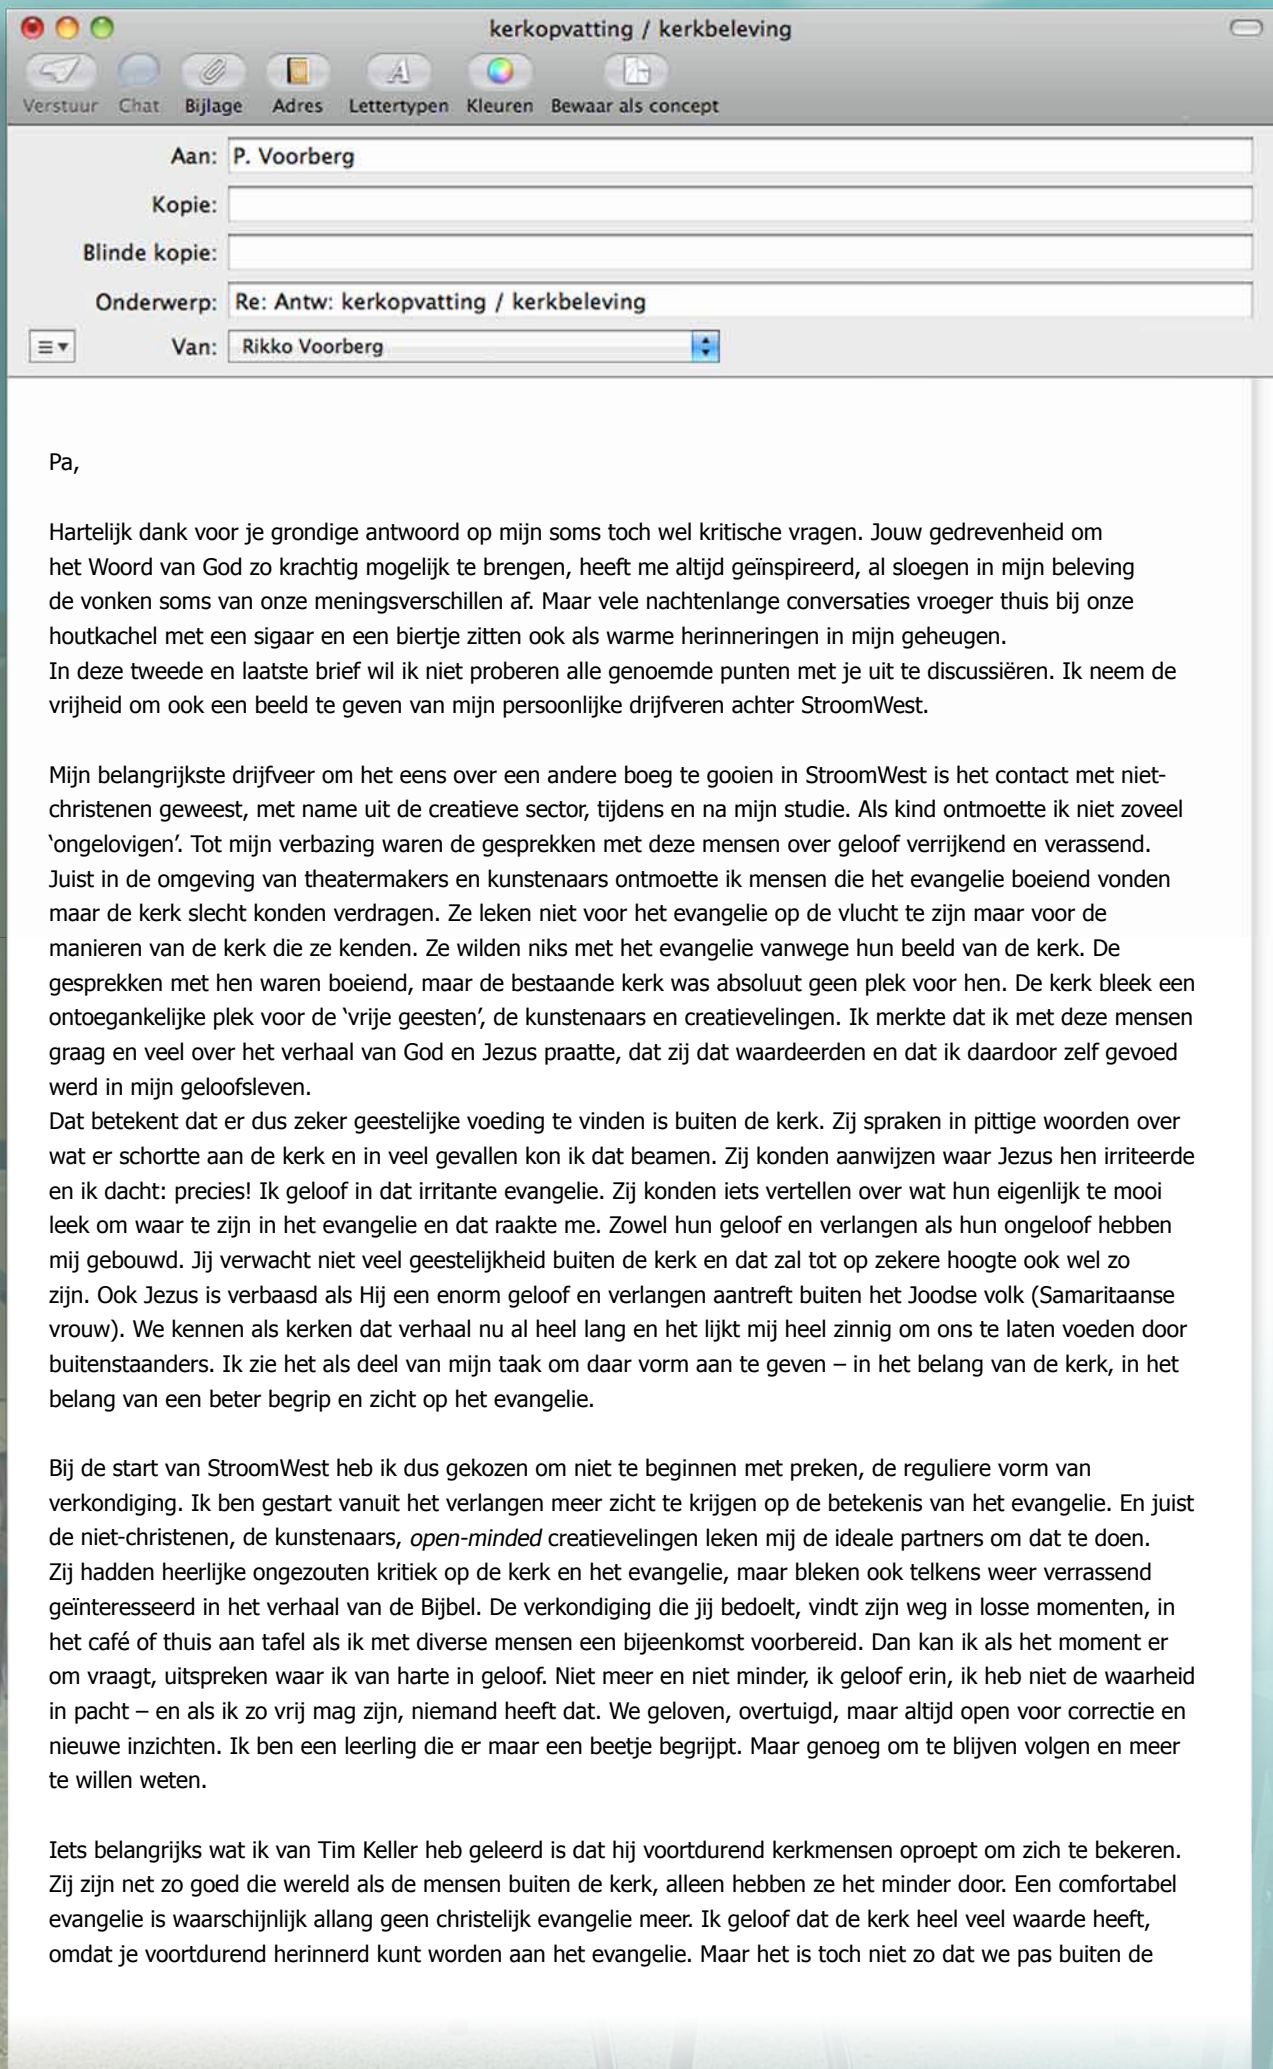 kerkopvatting / kerkbeleving
Verstuur Chat Bijlage Adres Lettertypen Kleuren Bewaar als concept
Aan: P. Voorberg
Kopie:
Blinde kopie:
Onderwerp: Re: Antw: kerkopvatting / kerkbeleving
Van: Rikko Voorberg
Pa,
Hartelijk dank voor je grondige antwoord op mijn soms toch wel kritische vragen. Jouw gedrevenheid om
het Woord van God zo krachtig mogelijk te brengen, heeft me altijd geïnspireerd, al sloegen in mijn beleving
de vonken soms van onze meningsverschillen af. Maar vele nachtenlange conversaties vroeger thuis bij onze
houtkachel met een sigaar en een biertje zitten ook als warme herinneringen in mijn geheugen.
In deze tweede en laatste brief wil ik niet proberen alle genoemde punten met je uit te discussiëren. Ik neem de
vrijheid om ook een beeld te geven van mijn persoonlijke drijfveren achter StroomWest.
Mijn belangrijkste drijfveer om het eens over een andere boeg te gooien in StroomWest is het contact met niet-
christenen geweest, met name uit de creatieve sector, tijdens en na mijn studie. Als kind ontmoette ik niet zoveel
‘ongelovigen’. Tot mijn verbazing waren de gesprekken met deze mensen over geloof verrijkend en verassend.
Juist in de omgeving van theatermakers en kunstenaars ontmoette ik mensen die het evangelie boeiend vonden
maar de kerk slecht konden verdragen. Ze leken niet voor het evangelie op de vlucht te zijn maar voor de
manieren van de kerk die ze kenden. Ze wilden niks met het evangelie vanwege hun beeld van de kerk. De
gesprekken met hen waren boeiend, maar de bestaande kerk was absoluut geen plek voor hen. De kerk bleek een
ontoegankelijke plek voor de ‘vrije geesten’, de kunstenaars en creatievelingen. Ik merkte dat ik met deze mensen
graag en veel over het verhaal van God en Jezus praatte, dat zij dat waardeerden en dat ik daardoor zelf gevoed
werd in mijn geloofsleven.
Dat betekent dat er dus zeker geestelijke voeding te vinden is buiten de kerk. Zij spraken in pittige woorden over
wat er schortte aan de kerk en in veel gevallen kon ik dat beamen. Zij konden aanwijzen waar Jezus hen irriteerde
en ik dacht: precies! Ik geloof in dat irritante evangelie. Zij konden iets vertellen over wat hun eigenlijk te mooi
leek om waar te zijn in het evangelie en dat raakte me. Zowel hun geloof en verlangen als hun ongeloof hebben
mij gebouwd. Jij verwacht niet veel geestelijkheid buiten de kerk en dat zal tot op zekere hoogte ook wel zo
zijn. Ook Jezus is verbaasd als Hij een enorm geloof en verlangen aantreft buiten het Joodse volk (Samaritaanse
vrouw). We kennen als kerken dat verhaal nu al heel lang en het lijkt mij heel zinnig om ons te laten voeden door
buitenstaanders. Ik zie het als deel van mijn taak om daar vorm aan te geven – in het belang van de kerk, in het
belang van een beter begrip en zicht op het evangelie.
Bij de start van StroomWest heb ik dus gekozen om niet te beginnen met preken, de reguliere vorm van
verkondiging. Ik ben gestart vanuit het verlangen meer zicht te krijgen op de betekenis van het evangelie. En juist
de niet-christenen, de kunstenaars, open-minded creatievelingen leken mij de ideale partners om dat te doen.
Zij hadden heerlijke ongezouten kritiek op de kerk en het evangelie, maar bleken ook telkens weer verrassend
geïnteresseerd in het verhaal van de Bijbel. De verkondiging die jij bedoelt, vindt zijn weg in losse momenten, in
het café of thuis aan tafel als ik met diverse mensen een bijeenkomst voorbereid. Dan kan ik als het moment er
om vraagt, uitspreken waar ik van harte in geloof. Niet meer en niet minder, ik geloof erin, ik heb niet de waarheid
in pacht – en als ik zo vrij mag zijn, niemand heeft dat. We geloven, overtuigd, maar altijd open voor correctie en
nieuwe inzichten. Ik ben een leerling die er maar een beetje begrijpt. Maar genoeg om te blijven volgen en meer
te willen weten.
Iets belangrijks wat ik van Tim Keller heb geleerd is dat hij voortdurend kerkmensen oproept om zich te bekeren.
Zij zijn net zo goed die wereld als de mensen buiten de kerk, alleen hebben ze het minder door. Een comfortabel
evangelie is waarschijnlijk allang geen christelijk evangelie meer. Ik geloof dat de kerk heel veel waarde heeft,
omdat je voortdurend herinnerd kunt worden aan het evangelie. Maar het is toch niet zo dat we pas buiten de